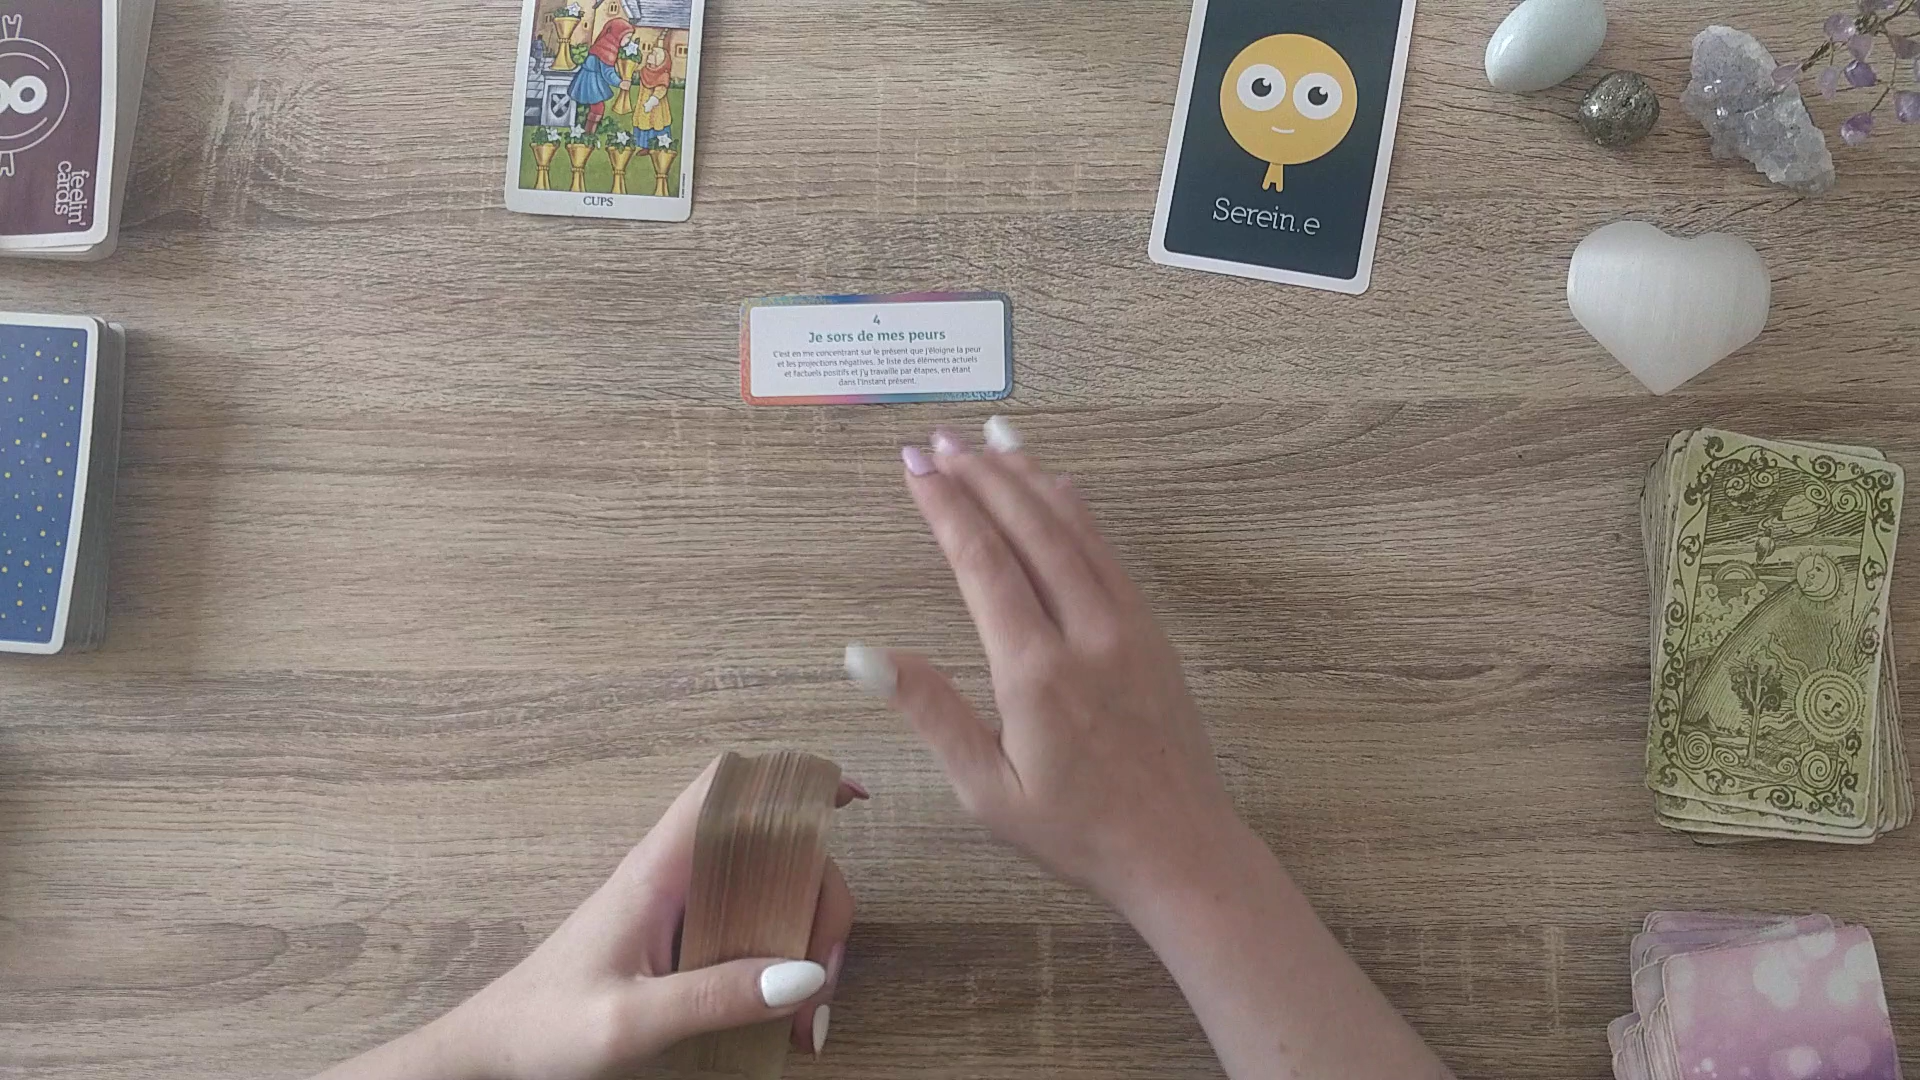 feelin'
cards
CUPS
Serein.e
4
Je sors de mes peurs
C'est en me concentrant sur le présent que j'éloigne la peur
et les projections négatives. Je liste des éléments actuels
et factuels positifs et j'y travaille par étapes, en étant
dans l'instant présent.